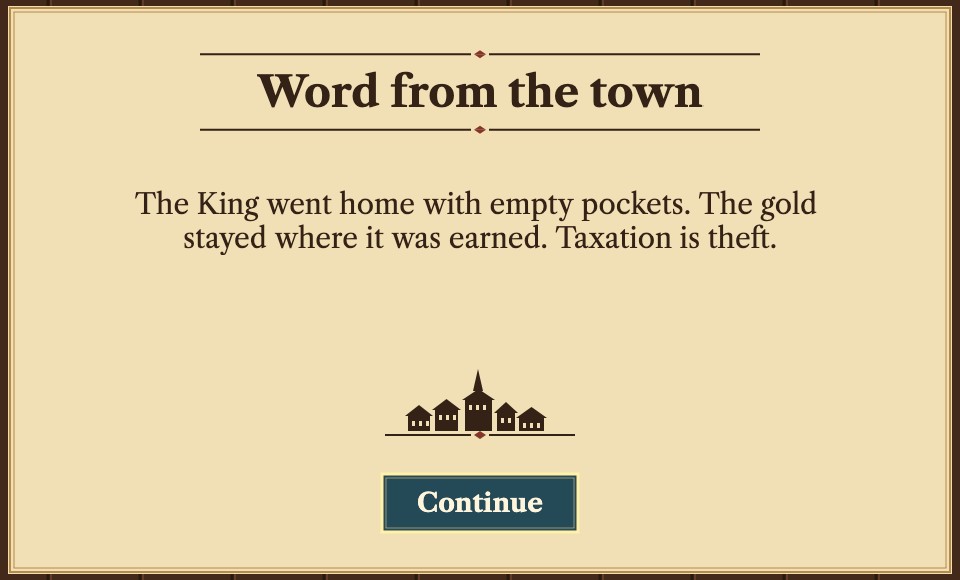 Word from the town
The King went home with empty pockets. The gold
stayed where it was earned. Taxation is theft.
Continue